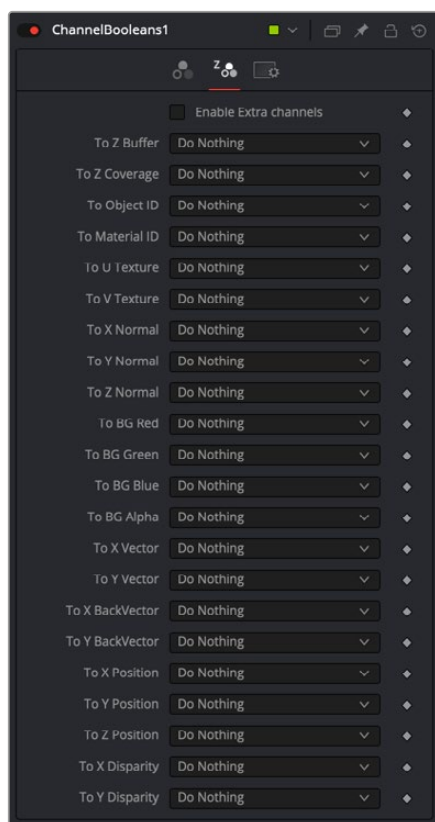 ChannelBooleans1
Z
Enable Extra channels
To Z Buffer Do Nothing
To Z Coverage Do Nothing
To Object ID Do Nothing
To Material ID Do Nothing
To U Texture Do Nothing
To V Texture Do Nothing
To X Normal Do Nothing
To Y Normal Do Nothing
To Z Normal Do Nothing
To BG Red Do Nothing
To BG Green Do Nothing
To BG Blue Do Nothing
To BG Alpha Do Nothing
To X Vector Do Nothing
To Y Vector Do Nothing
To X BackVector Do Nothing
To Y BackVector Do Nothing
To X Position Do Nothing
To Y Position Do Nothing
To Z Position Do Nothing
To X Disparity Do Nothing
To Y Disparity Do Nothing